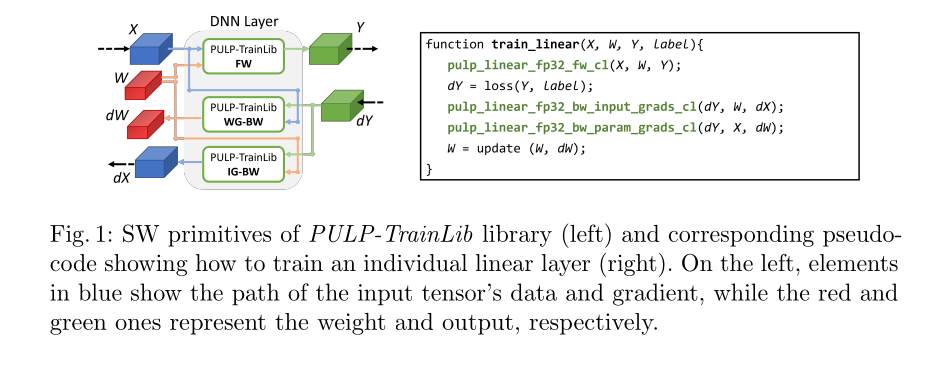 DNN Layer
X
Y
PULP-TrainLib
FW
W
dW
PULP-TrainLib
WG-BW
dY
PULP-TrainLib
IG-BW
dX
function train_linear(X, W, Y, label){
pulp_linear_fp32_fw_cl(X, W, Y);
dY = loss(Y, label);
pulp_linear_fp32_bw_input_grads_cl(dY, W, dX);
pulp_linear_fp32_bw_param_grads_cl(dY, X, dW);
W = update (W, dW);
}
Fig. 1: SW primitives of PULP-TrainLib library (left) and corresponding pseudo-
code showing how to train an individual linear layer (right). On the left, elements
in blue show the path of the input tensor's data and gradient, while the red and
green ones represent the weight and output, respectively.